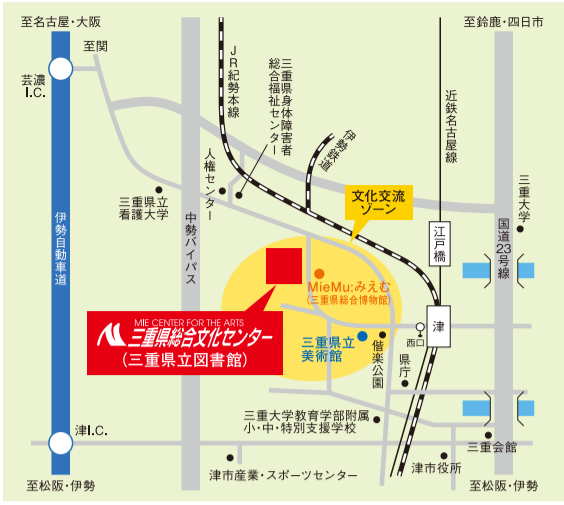 至名古屋・大阪
至鈴鹿・四日市
至関
芸濃
I.C.
JR紀勢本線
三重県身体障害者
総合福祉センター
近鉄名古屋線
伊勢鉄道
人権センター
三重県立
看護大学
文化交流
ゾーン
三重大学
伊勢自動車道
中勢バイパス
江戸橋
国道23号線
MieMu:みえむ
(三重県総合博物館)
MIE CENTER FOR THE ARTS
三重県総合文化センター
(三重県立図書館)
津
西口
三重県立
美術館
偕楽公園
県庁
三重大学教育学部附属
小・中・特別支援学校
津I.C.
三重会館
津市産業・スポーツセンター
津市役所
至松阪・伊勢
至松阪・伊勢